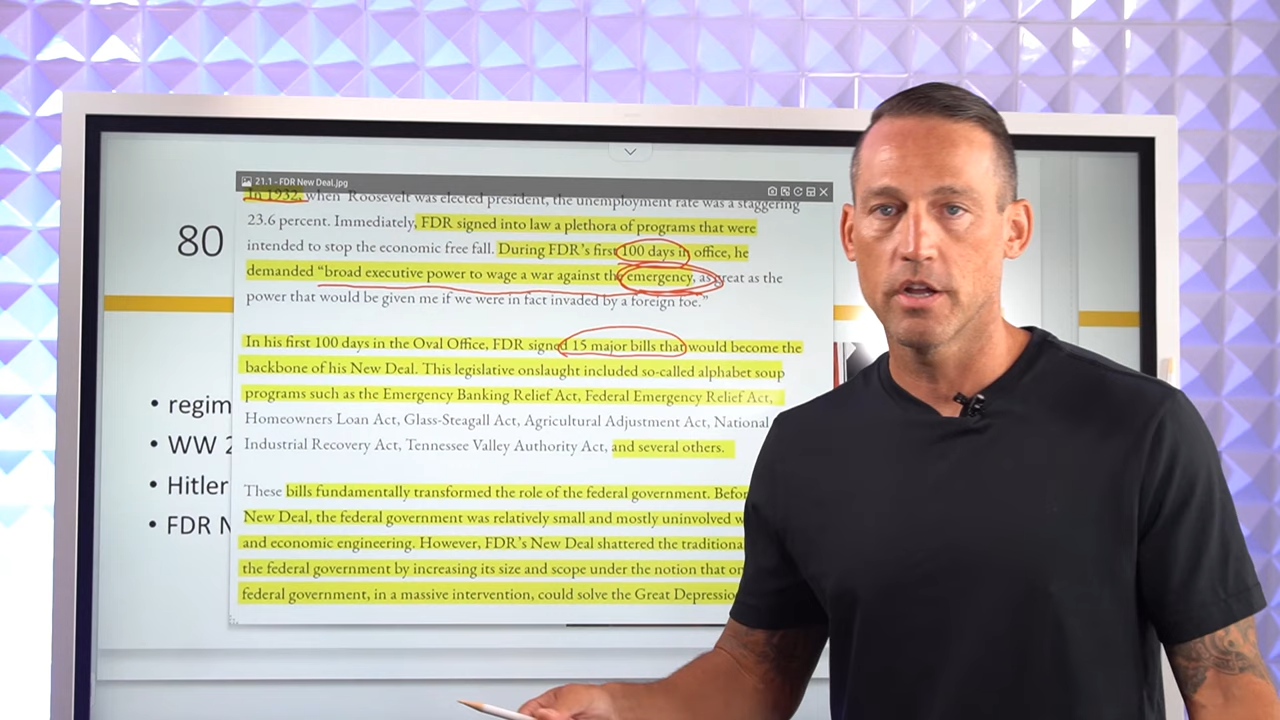 21.1 - FDR New Deal.jpg
In 1932, when Roosevelt was elected president, the unemployment rate was a staggering
23.6 percent. Immediately, FDR signed into law a plethora of programs that were
intended to stop the economic free fall. During FDR's first 100 days in office, he
demanded “broad executive power to wage a war against the emergency, as great as the
power that would be given me if we were in fact invaded by a foreign foe.”
In his first 100 days in the Oval Office, FDR signed 15 major bills that would become the
backbone of his New Deal. This legislative onslaught included so-called alphabet soup
programs such as the Emergency Banking Relief Act, Federal Emergency Relief Act,
Homeowners Loan Act, Glass-Steagall Act, Agricultural Adjustment Act, National
Industrial Recovery Act, Tennessee Valley Authority Act, and several others.
These bills fundamentally transformed the role of the federal government. Befor
New Deal, the federal government was relatively small and mostly uninvolved w
and economic engineering. However, FDR's New Deal shattered the traditiona
the federal government by increasing its size and scope under the notion that on
federal government, in a massive intervention, could solve the Great Depressio
80
• regim
• WW 2
• Hitler
• FDR N